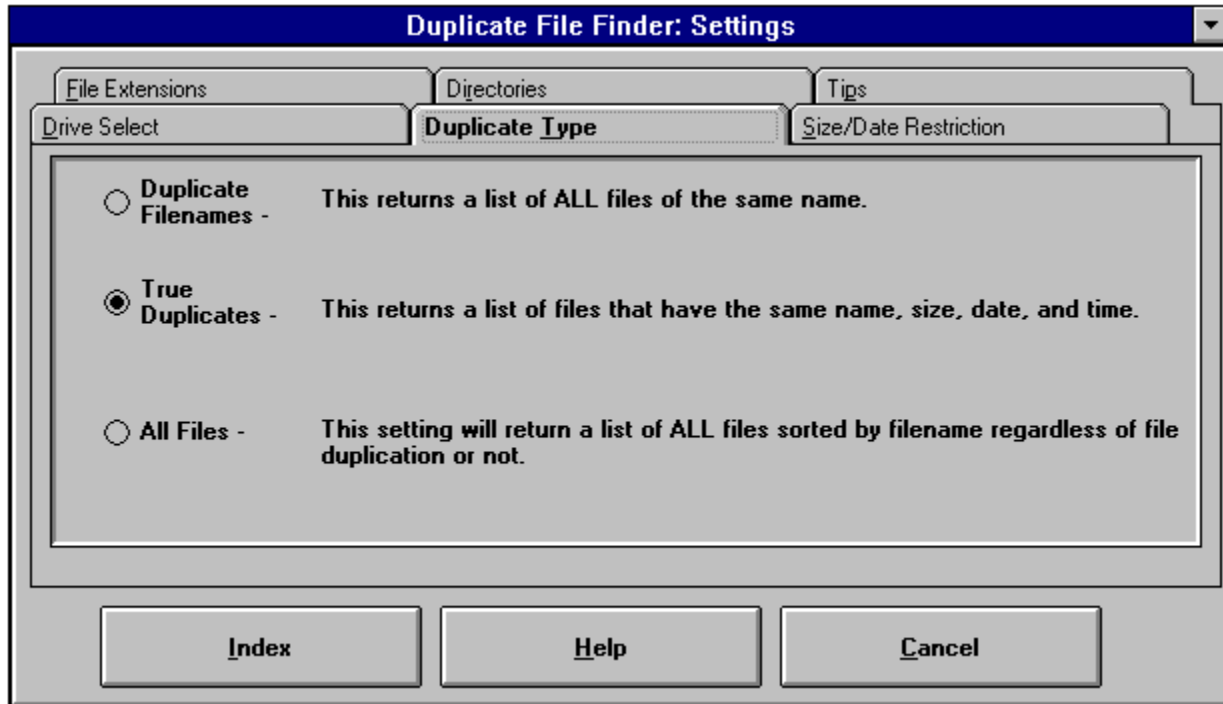 Duplicate File Finder: Settings
File Extensions
Directories
Tips
Drive Select
Duplicate Type
Size/Date Restriction
Duplicate
Filenames -
This returns a list of ALL files of the same name.
True
Duplicates -
This returns a list of files that have the same name, size, date, and time.
All Files -
This setting will return a list of ALL files sorted by filename regardless of file
duplication or not.
Index
Help
Cancel